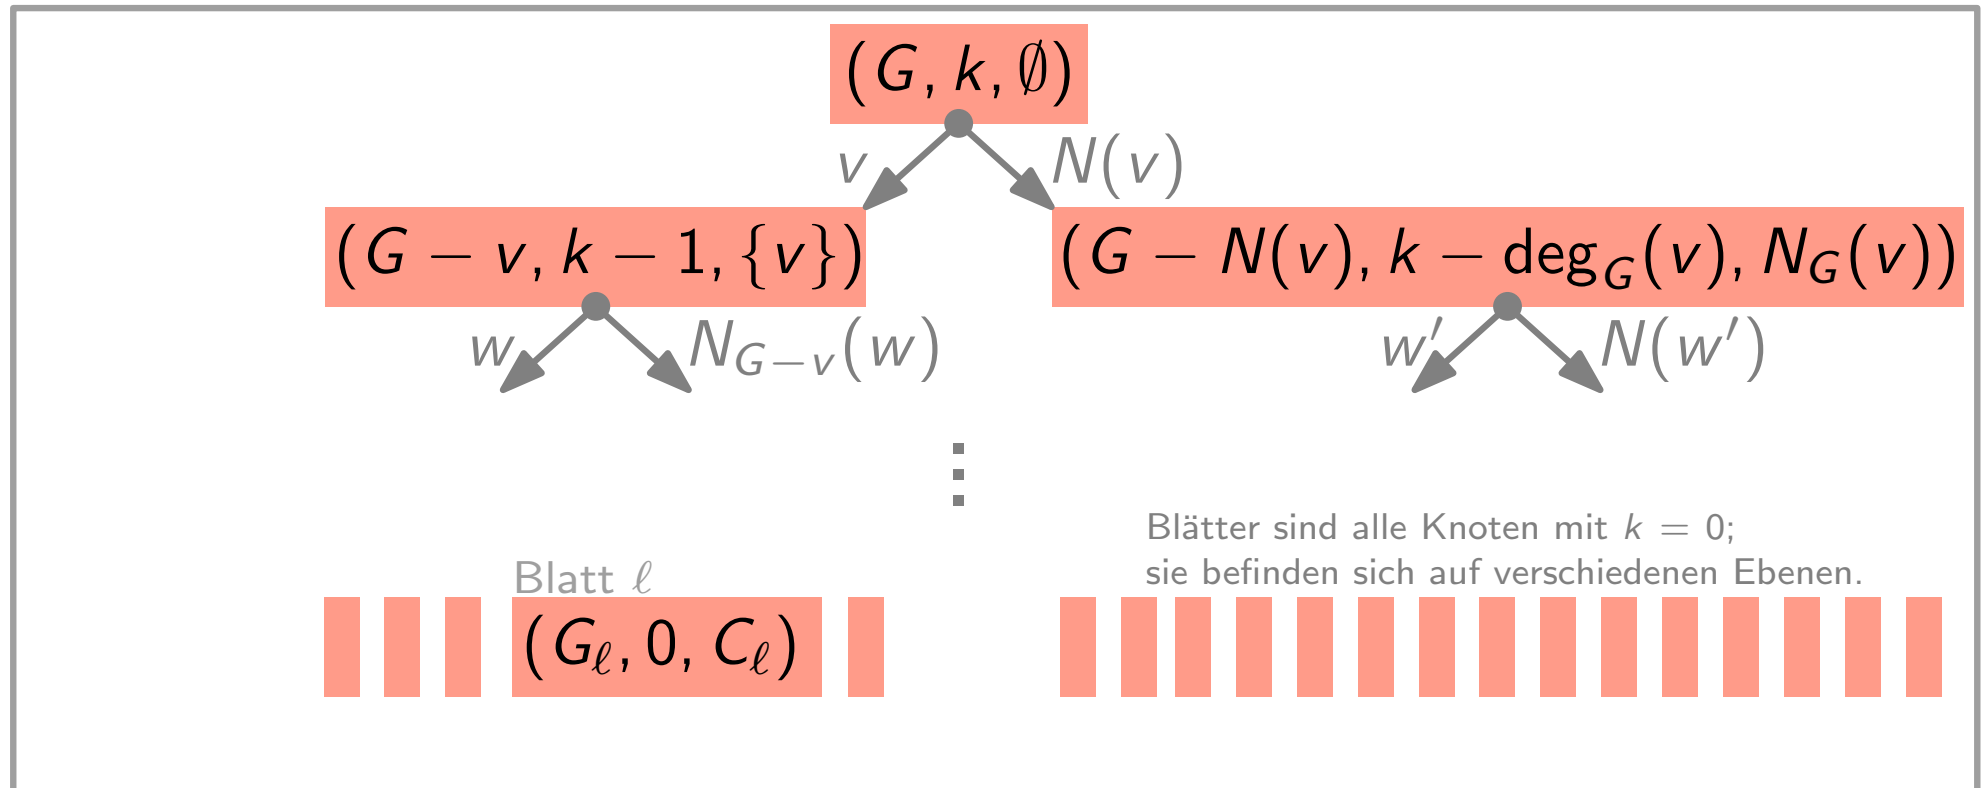 (G, k, ∅)
v N(v)
(G − v, k − 1, {v}) (G − N(v), k − deg_G(v), N_G(v))
w N_{G−v}(w) w′ N(w′)
Blätter sind alle Knoten mit k = 0;
sie befinden sich auf verschiedenen Ebenen.
Blatt ℓ
(G_ℓ, 0, C_ℓ)